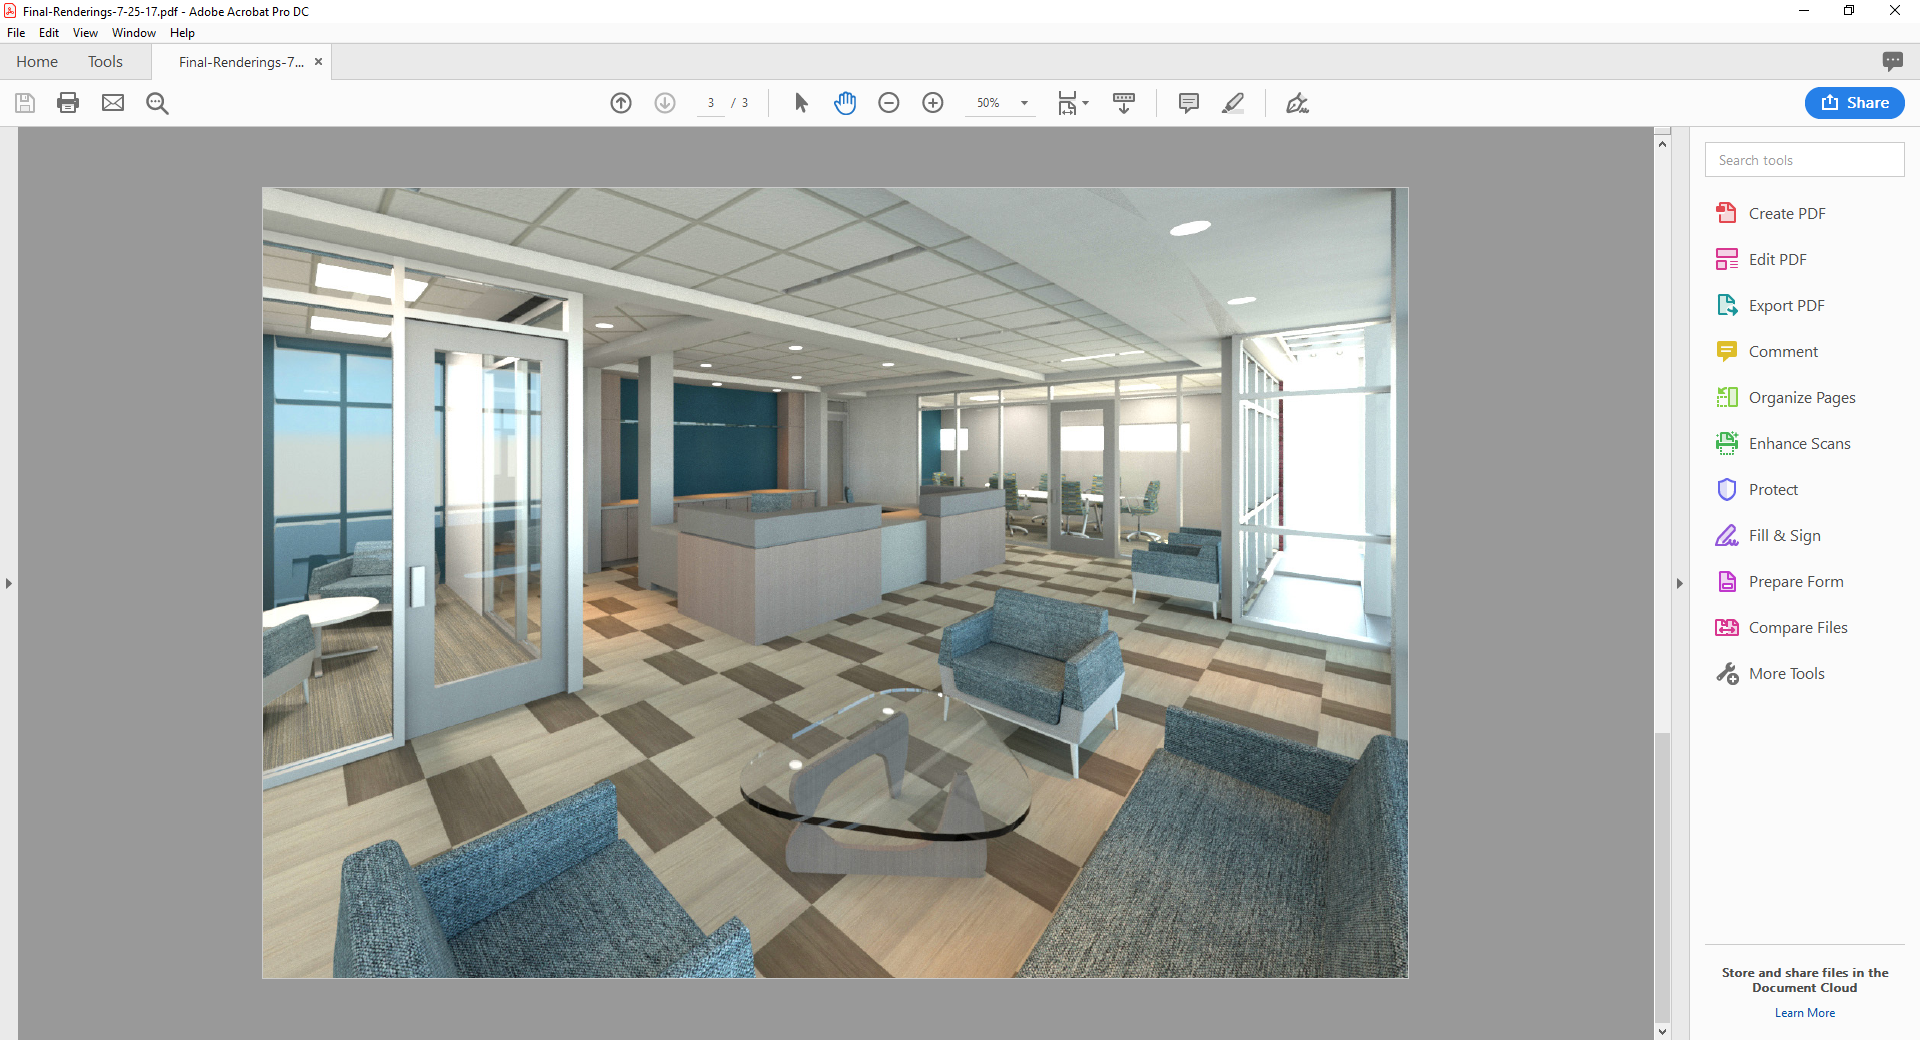 Final-Renderings-7-25-17.pdf - Adobe Acrobat Pro DC
File Edit View Window Help
Home Tools Final-Renderings-7...
3 / 3 50% Share
Search tools
Create PDF
Edit PDF
Export PDF
Comment
Organize Pages
Enhance Scans
Protect
Fill & Sign
Prepare Form
Compare Files
More Tools
Store and share files in the
Document Cloud
Learn More